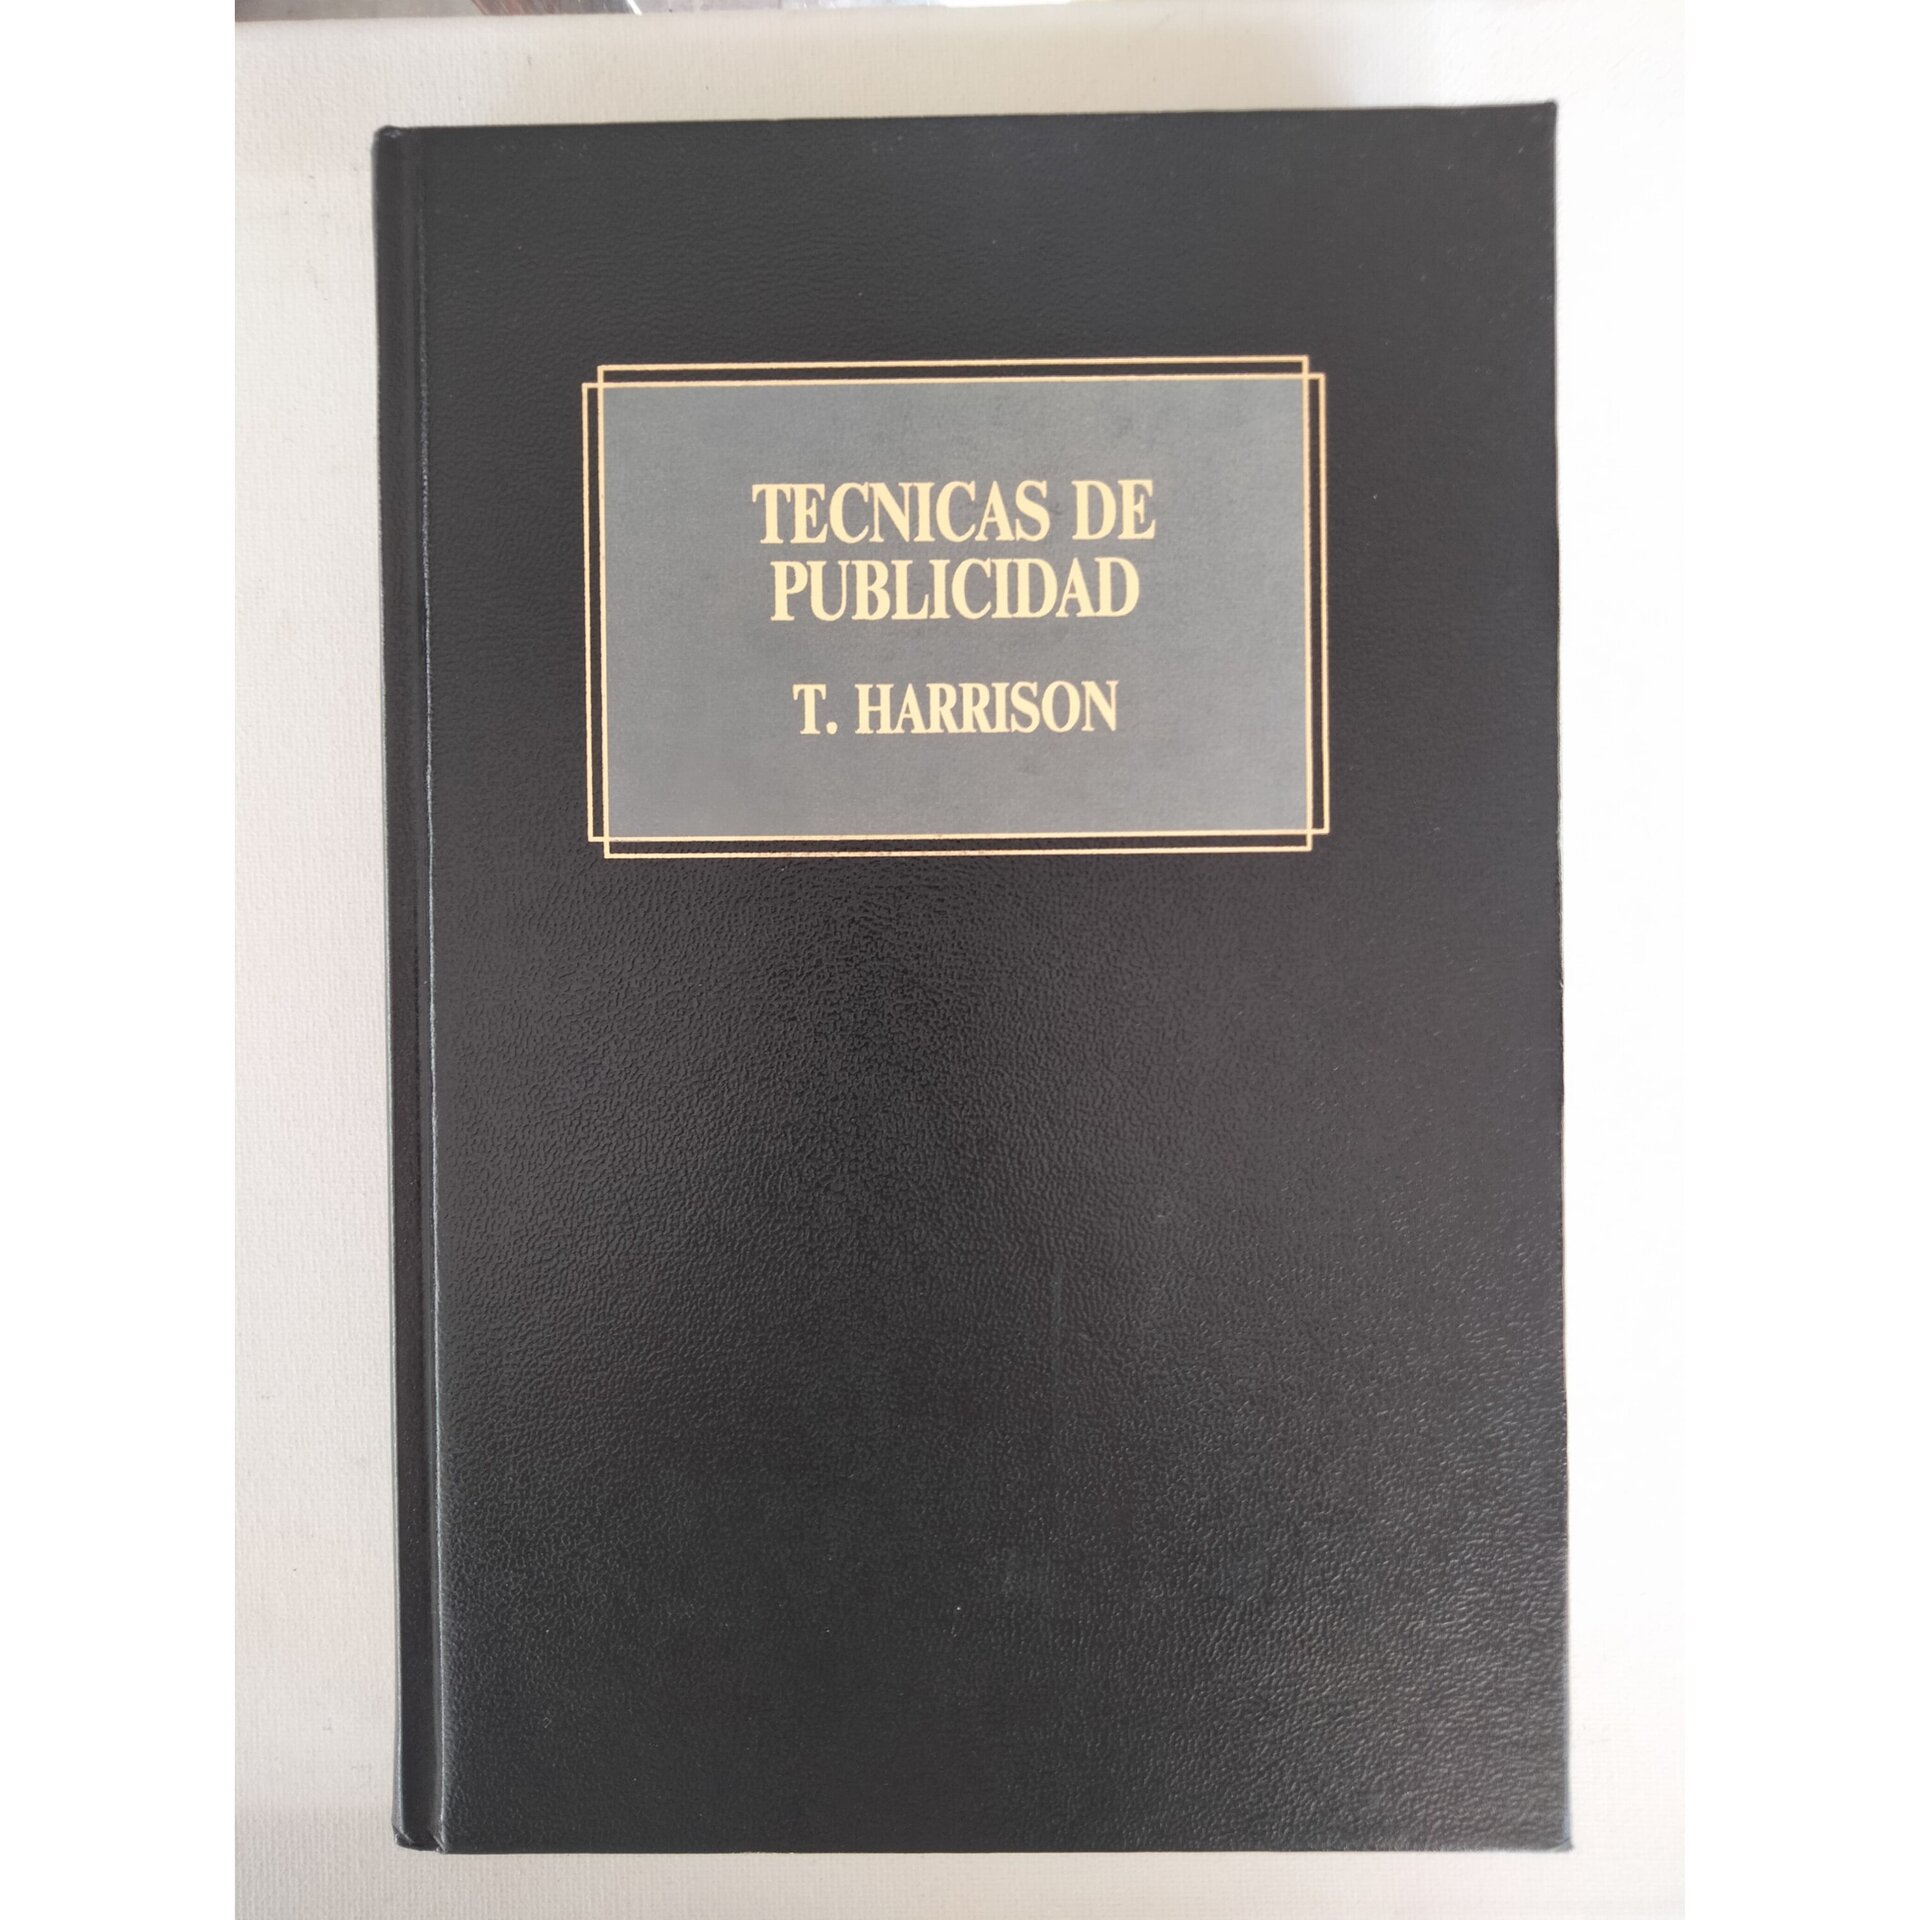 TECNICAS DE
PUBLICIDAD
T. HARRISON